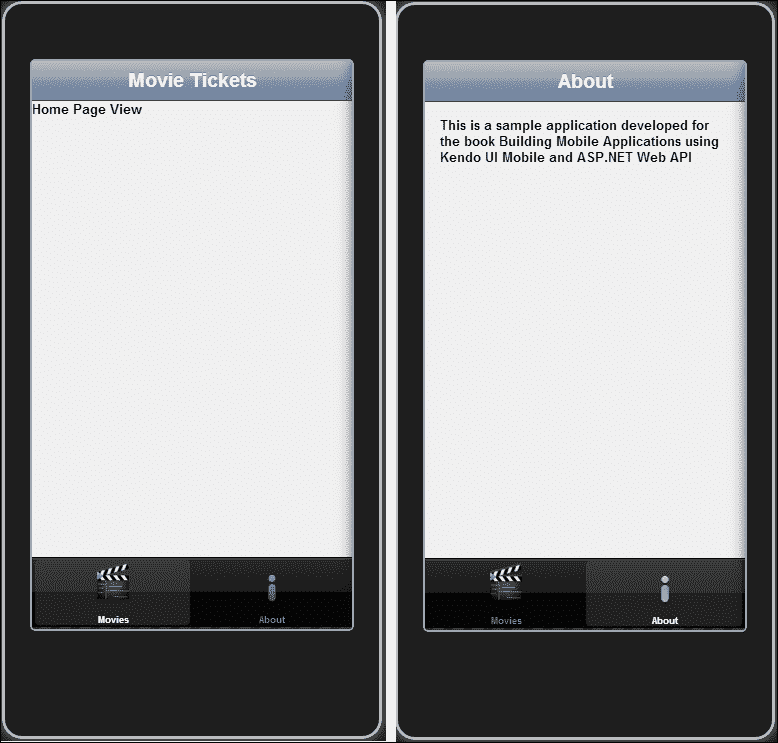 Movie Tickets
Home Page View
Movies
About
About
This is a sample application developed for
the book Building Mobile Applications using
Kendo UI Mobile and ASP.NET Web API
Movies
About